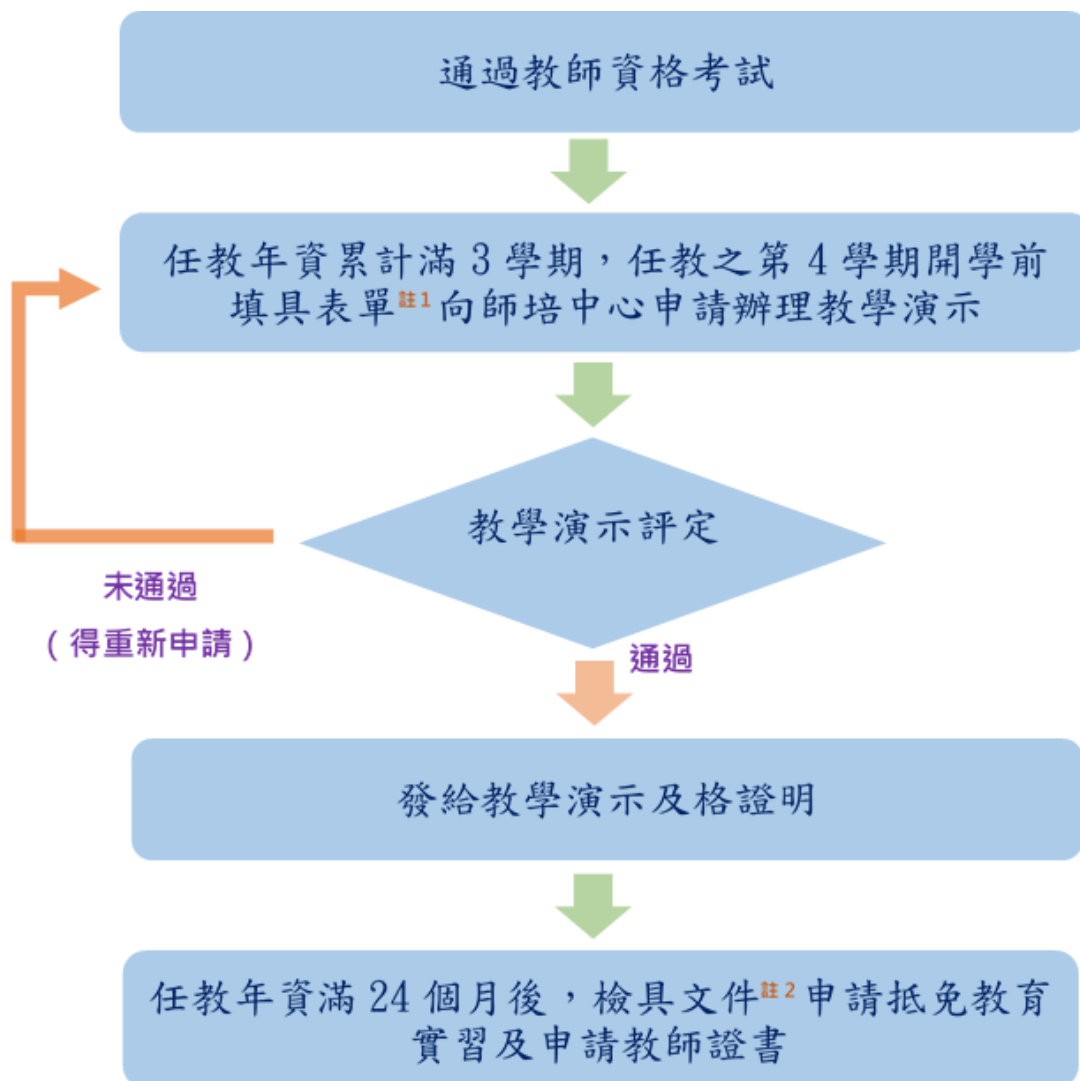 通過教師資格考試
任教年資累計滿 3 學期，任教之第 4 學期開學前
填具表單註1向師培中心申請辦理教學演示
教學演示評定
未通過
（得重新申請）
通過
發給教學演示及格證明
任教年資滿 24 個月後，檢具文件註2申請抵免教育
實習及申請教師證書